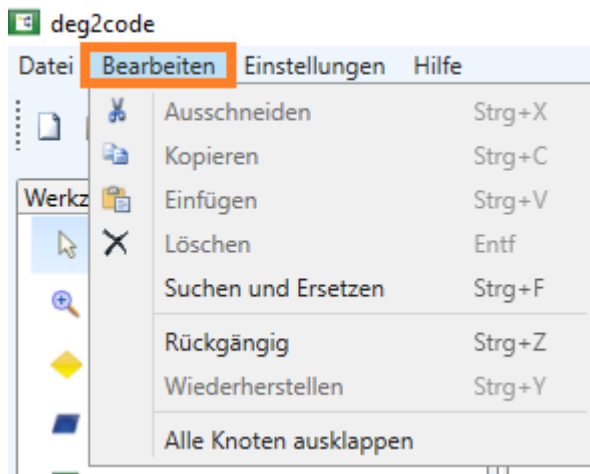 deg2code
Datei Bearbeiten Einstellungen Hilfe
Ausschneiden Strg+X
Kopieren Strg+C
Werkz
Einfügen Strg+V
Löschen Entf
Suchen und Ersetzen Strg+F
Rückgängig Strg+Z
Wiederherstellen Strg+Y
Alle Knoten ausklappen